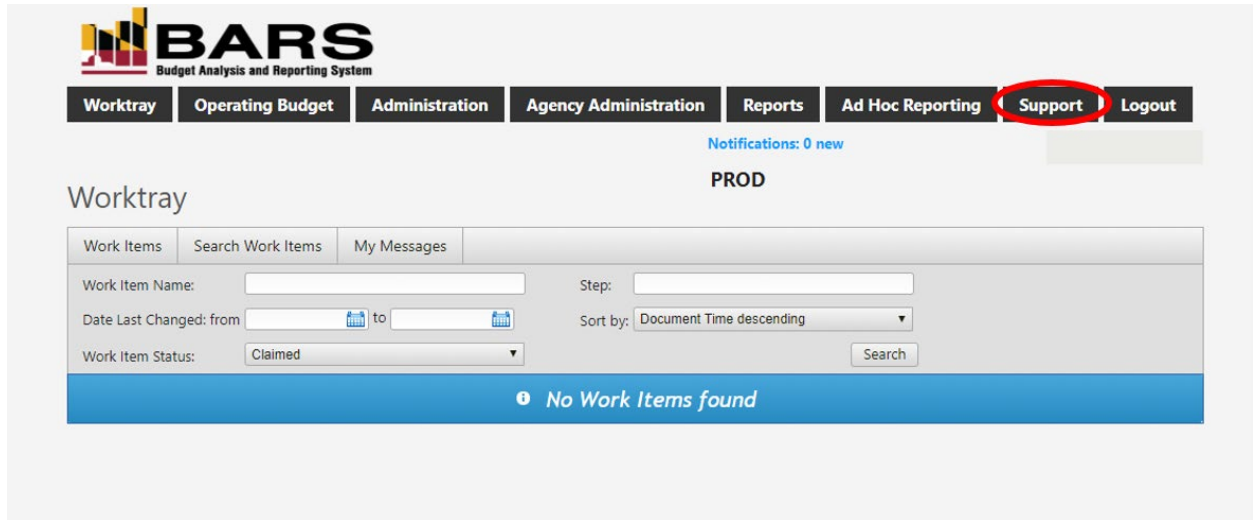 BARS
Budget Analysis and Reporting System
Worktray Operating Budget Administration Agency Administration Reports Ad Hoc Reporting Support Logout
Notifications: 0 new
PROD
Worktray
Work Items Search Work Items My Messages
Work Item Name: Step:
Date Last Changed: from to Sort by: Document Time descending
Work Item Status: Claimed Search
No Work Items found